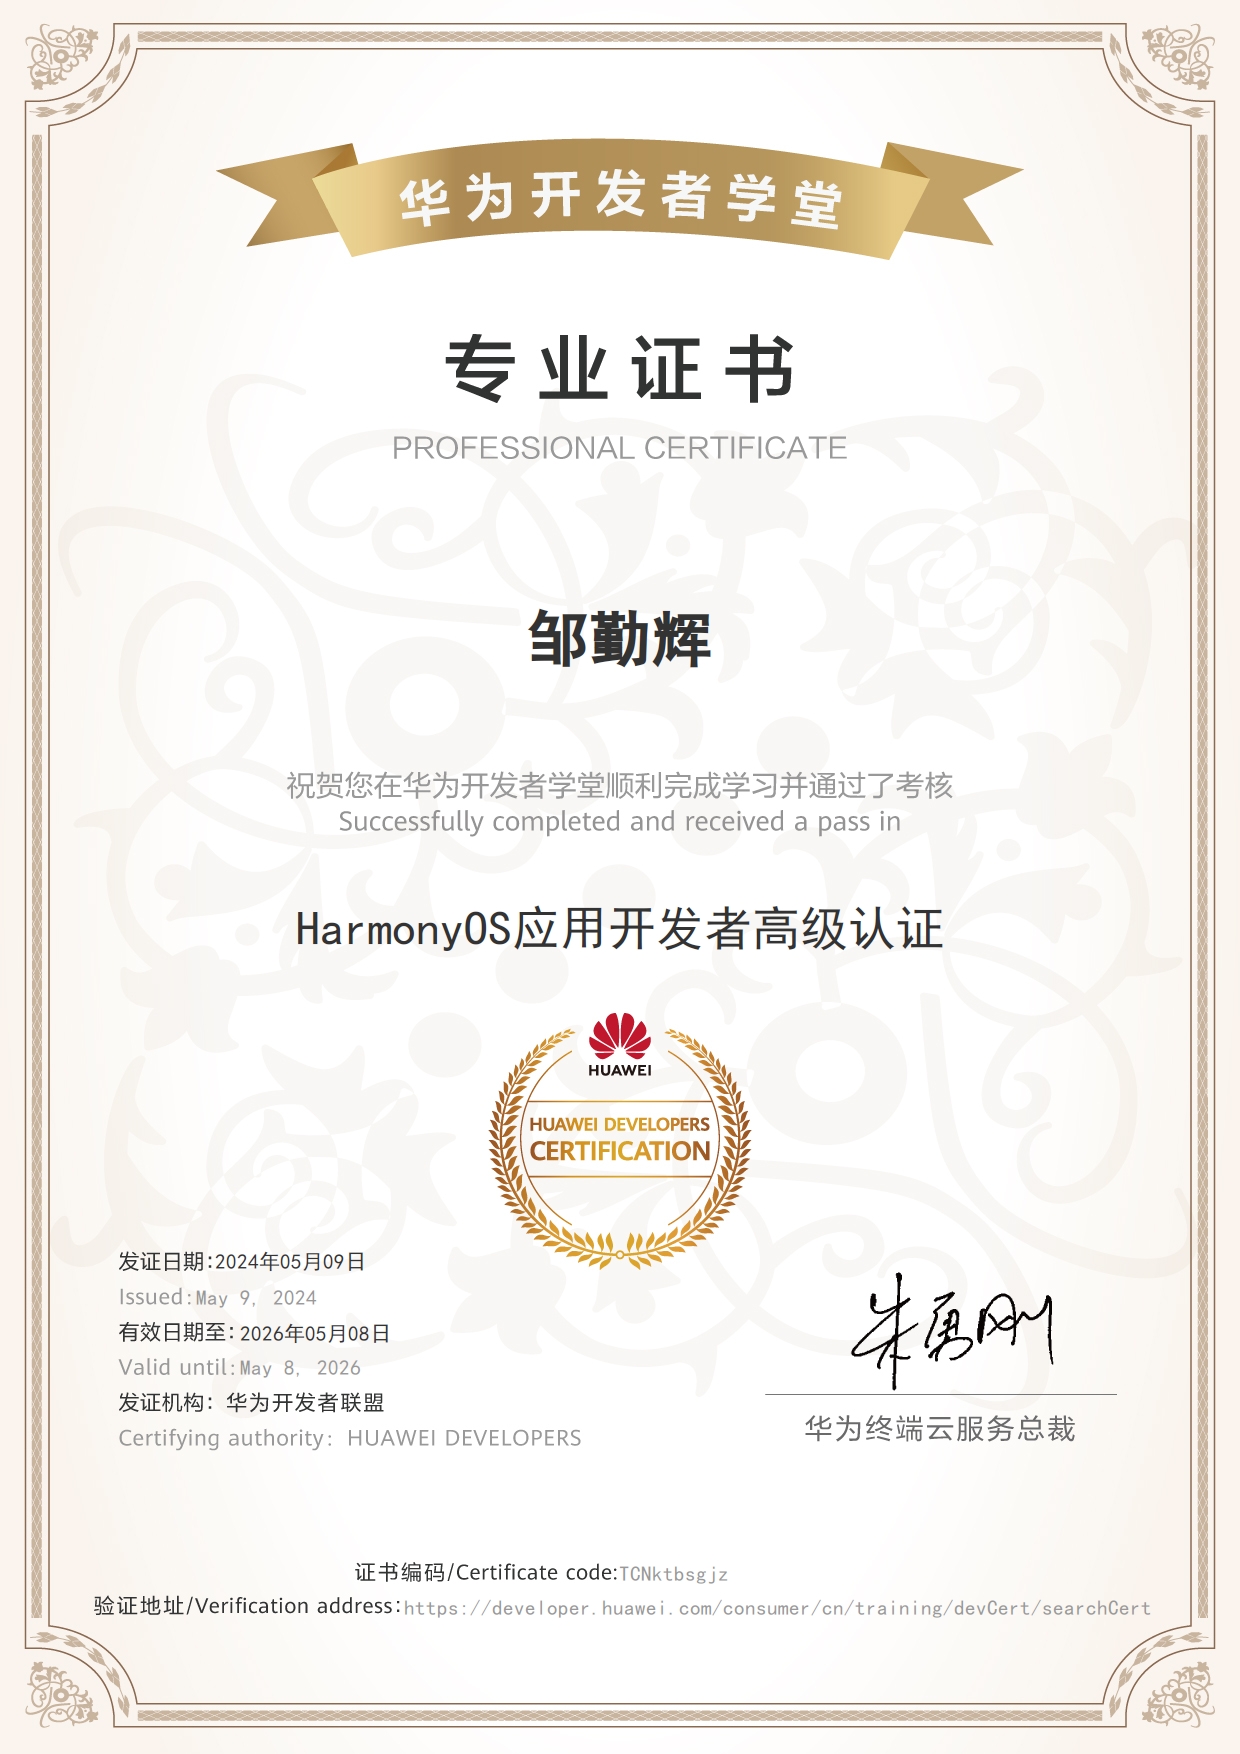 华为开发者学堂
专业证书
PROFESSIONAL CERTIFICATE
邹勤辉
祝贺您在华为开发者学堂顺利完成学习并通过了考核
Successfully completed and received a pass in
HarmonyOS应用开发者高级认证
HUAWEI
HUAWEI DEVELOPERS
CERTIFICATION
发证日期:2024年05月09日
Issued:May 9, 2024
有效日期至:2026年05月08日
Valid until:May 8, 2026
发证机构：华为开发者联盟
Certifying authority：HUAWEI DEVELOPERS
朱勇刚
华为终端云服务总裁
证书编码/Certificate code:TCNktbsgjz
验证地址/Verification address:https://developer.huawei.com/consumer/cn/training/devCert/searchCert